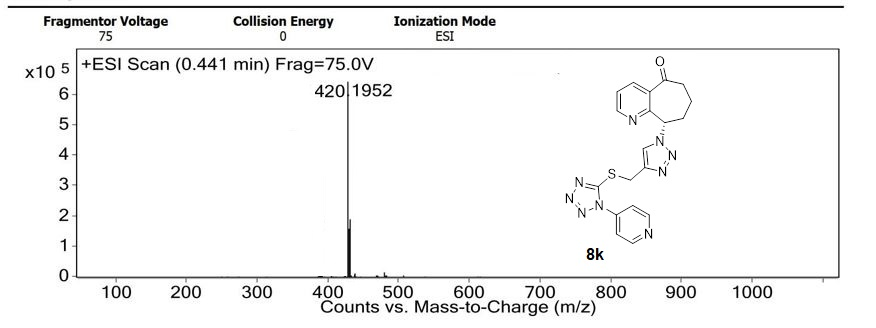 Fragmentor Voltage Collision Energy Ionization Mode
75 0 ESI
x10 5
+ESI Scan (0.441 min) Frag=75.0V
420.1952
6
5
4
3
2
1
0
100 200 300 400 500 600 700 800 900 1000
Counts vs. Mass-to-Charge (m/z)
O
N
N
N
N
S
N
N
N
N
N
8k